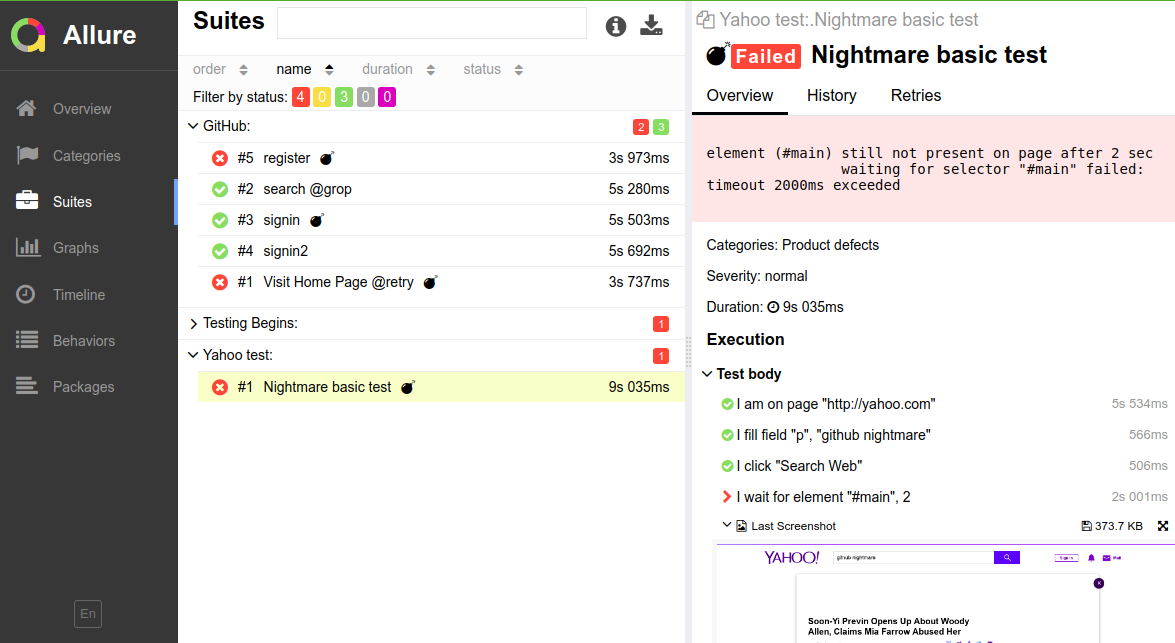 Allure
Overview
Categories
Suites
Graphs
Timeline
Behaviors
Packages
En
Suites
order name duration status
Filter by status: 4 0 3 0 0
GitHub: 2 3
#5 register 3s 973ms
#2 search @grop 5s 280ms
#3 signin 5s 503ms
#4 signin2 5s 692ms
#1 Visit Home Page @retry 3s 737ms
Testing Begins: 1
Yahoo test: 1
#1 Nightmare basic test 9s 035ms
Yahoo test:.Nightmare basic test
Failed Nightmare basic test
Overview History Retries
element (#main) still not present on page after 2 sec
waiting for selector "#main" failed:
timeout 2000ms exceeded
Categories: Product defects
Severity: normal
Duration: 9s 035ms
Execution
Test body
I am on page "http://yahoo.com" 5s 534ms
I fill field "p", "github nightmare" 566ms
I click "Search Web" 506ms
I wait for element "#main", 2 2s 001ms
Last Screenshot 373.7 KB
YAHOO! github nightmare Sign in Mail
Soon-Yi Previn Opens Up About Woody
Allen, Claims Mia Farrow Abused Her